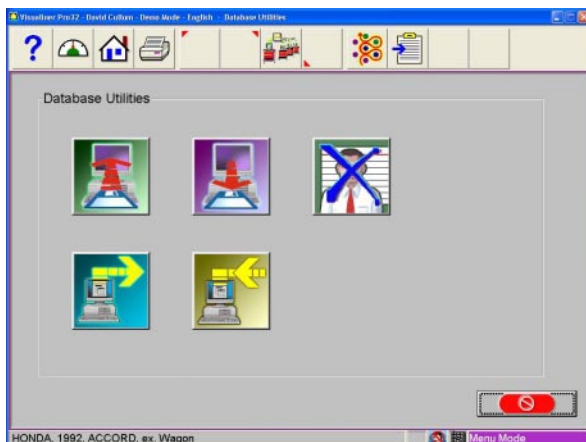 Visualiner Pro32 - David Cullum - Demo Mode - English - Database Utilities
?
Database Utilities
HONDA, 1992, ACCORD, ex. Wagon
Menu Mode